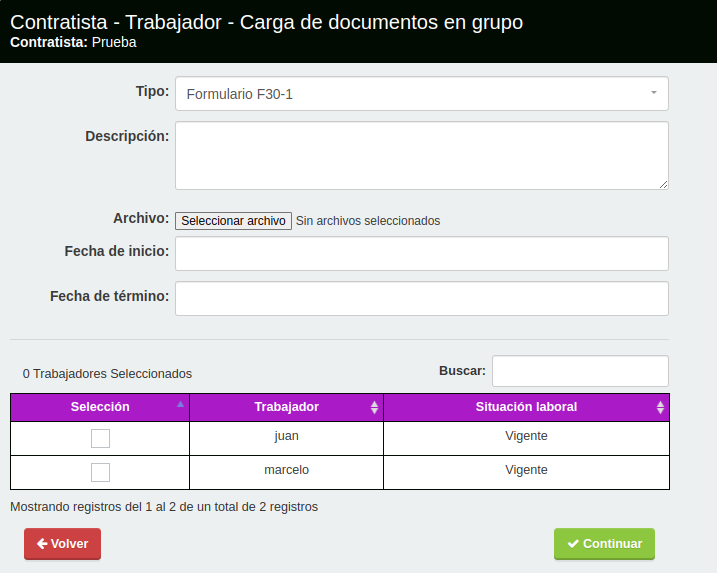 Contratista - Trabajador - Carga de documentos en grupo
Contratista: Prueba
Tipo: Formulario F30-1
Descripción:
Archivo: Seleccionar archivo Sin archivos seleccionados
Fecha de inicio:
Fecha de término:
0 Trabajadores Seleccionados Buscar:
Selección Trabajador Situación laboral
juan Vigente
marcelo Vigente
Mostrando registros del 1 al 2 de un total de 2 registros
Volver Continuar